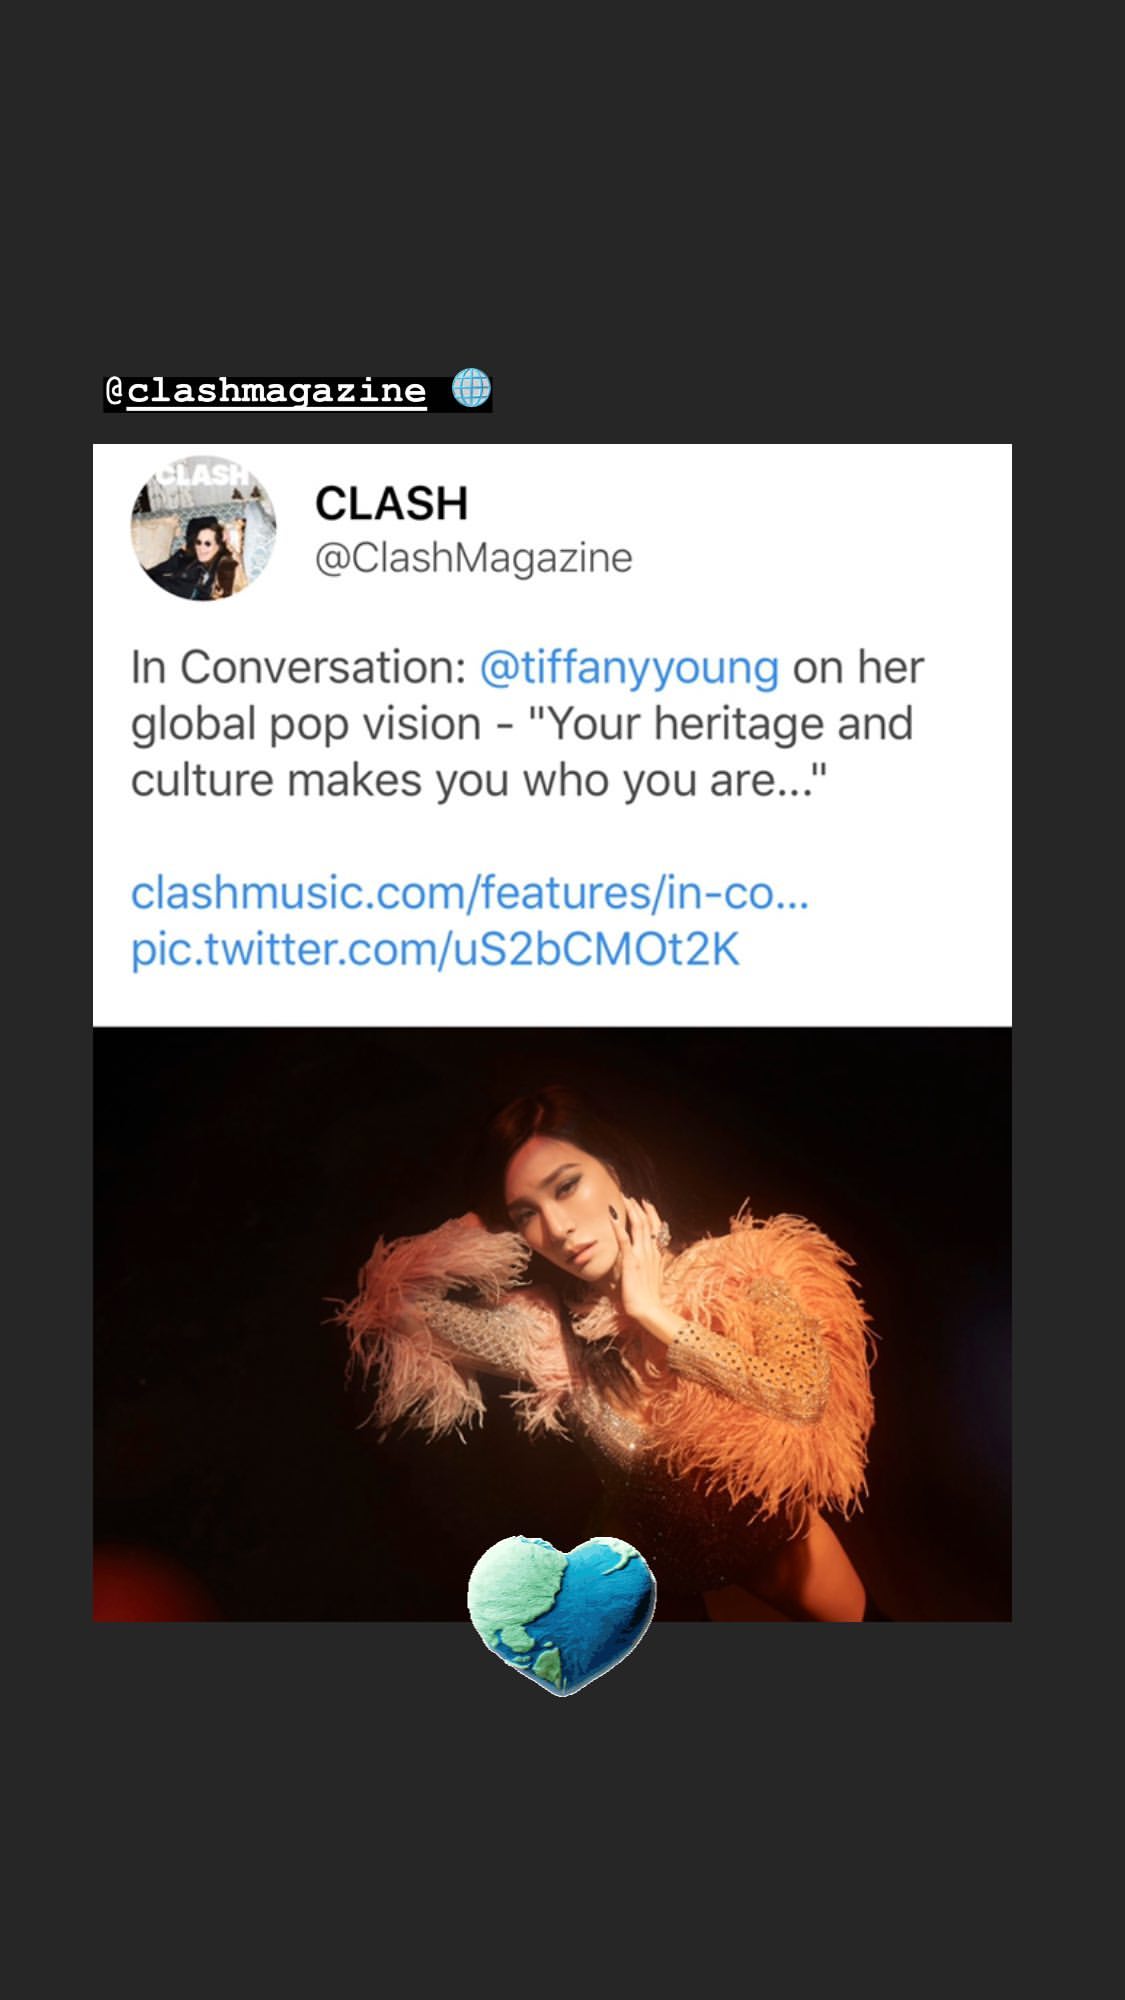 @clashmagazine 🌐
CLASH
CLASH
@ClashMagazine
In Conversation: @tiffanyyoung on her
global pop vision - "Your heritage and
culture makes you who you are..."
clashmusic.com/features/in-co...
pic.twitter.com/uS2bCMOt2K